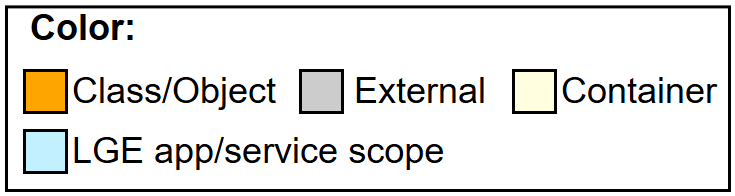 Color:
Class/Object External Container
LGE app/service scope